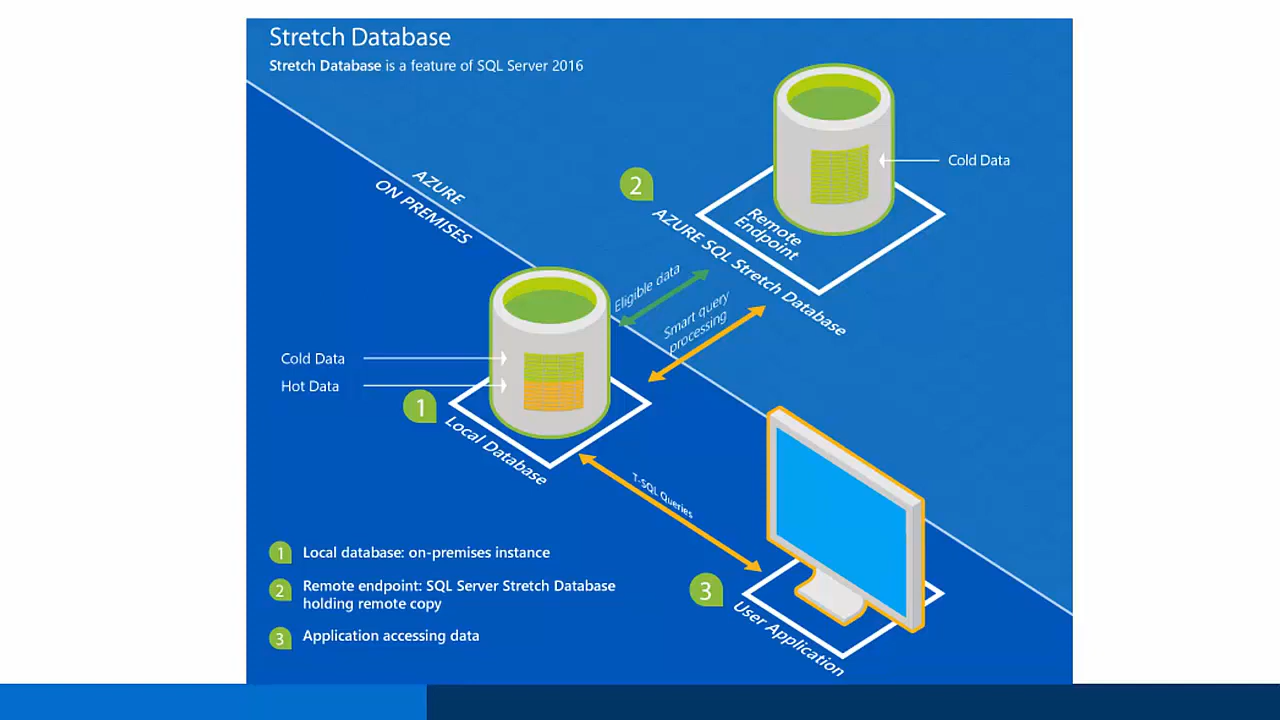 Stretch Database
Stretch Database is a feature of SQL Server 2016
AZURE
ON PREMISES
2
Cold Data
Remote
Endpoint
AZURE SQL Stretch Database
Eligible data
Smart query
processing
Cold Data
Hot Data
1
Local Database
T-SQL Queries
3
User Application
1 Local database: on-premises instance
2 Remote endpoint: SQL Server Stretch Database
holding remote copy
3 Application accessing data